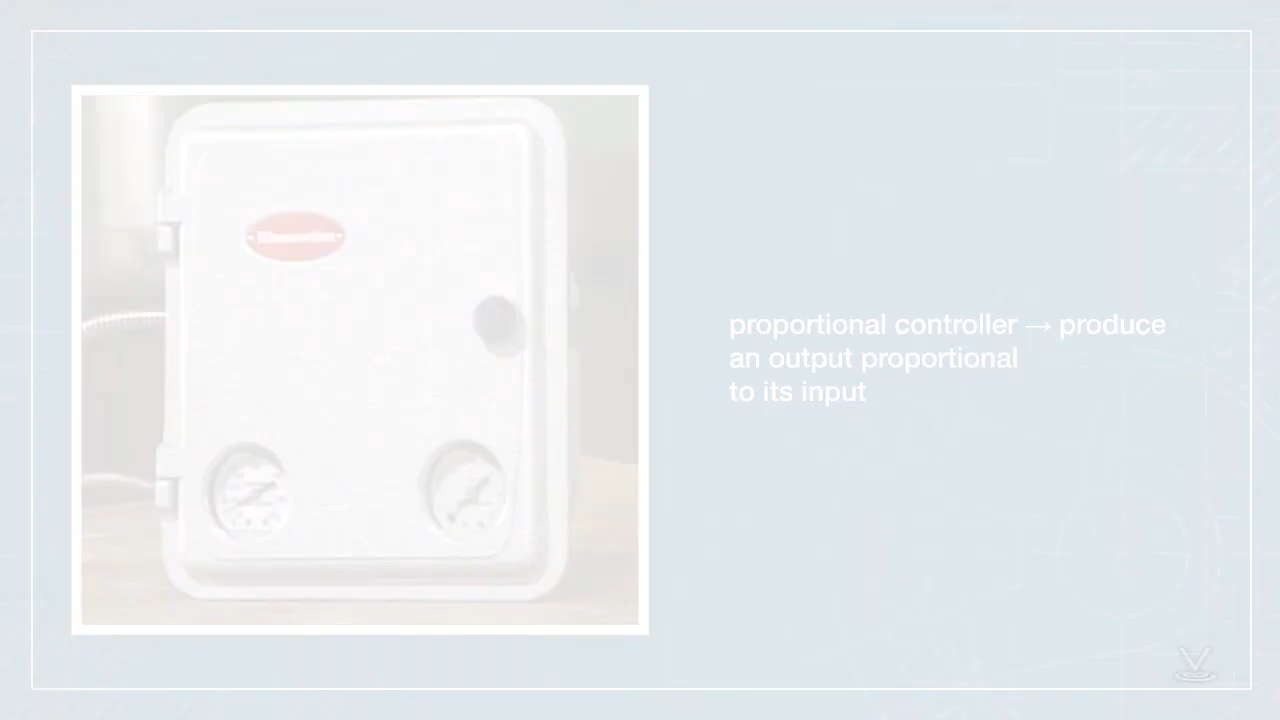 proportional controller → produce
an output proportional
to its input